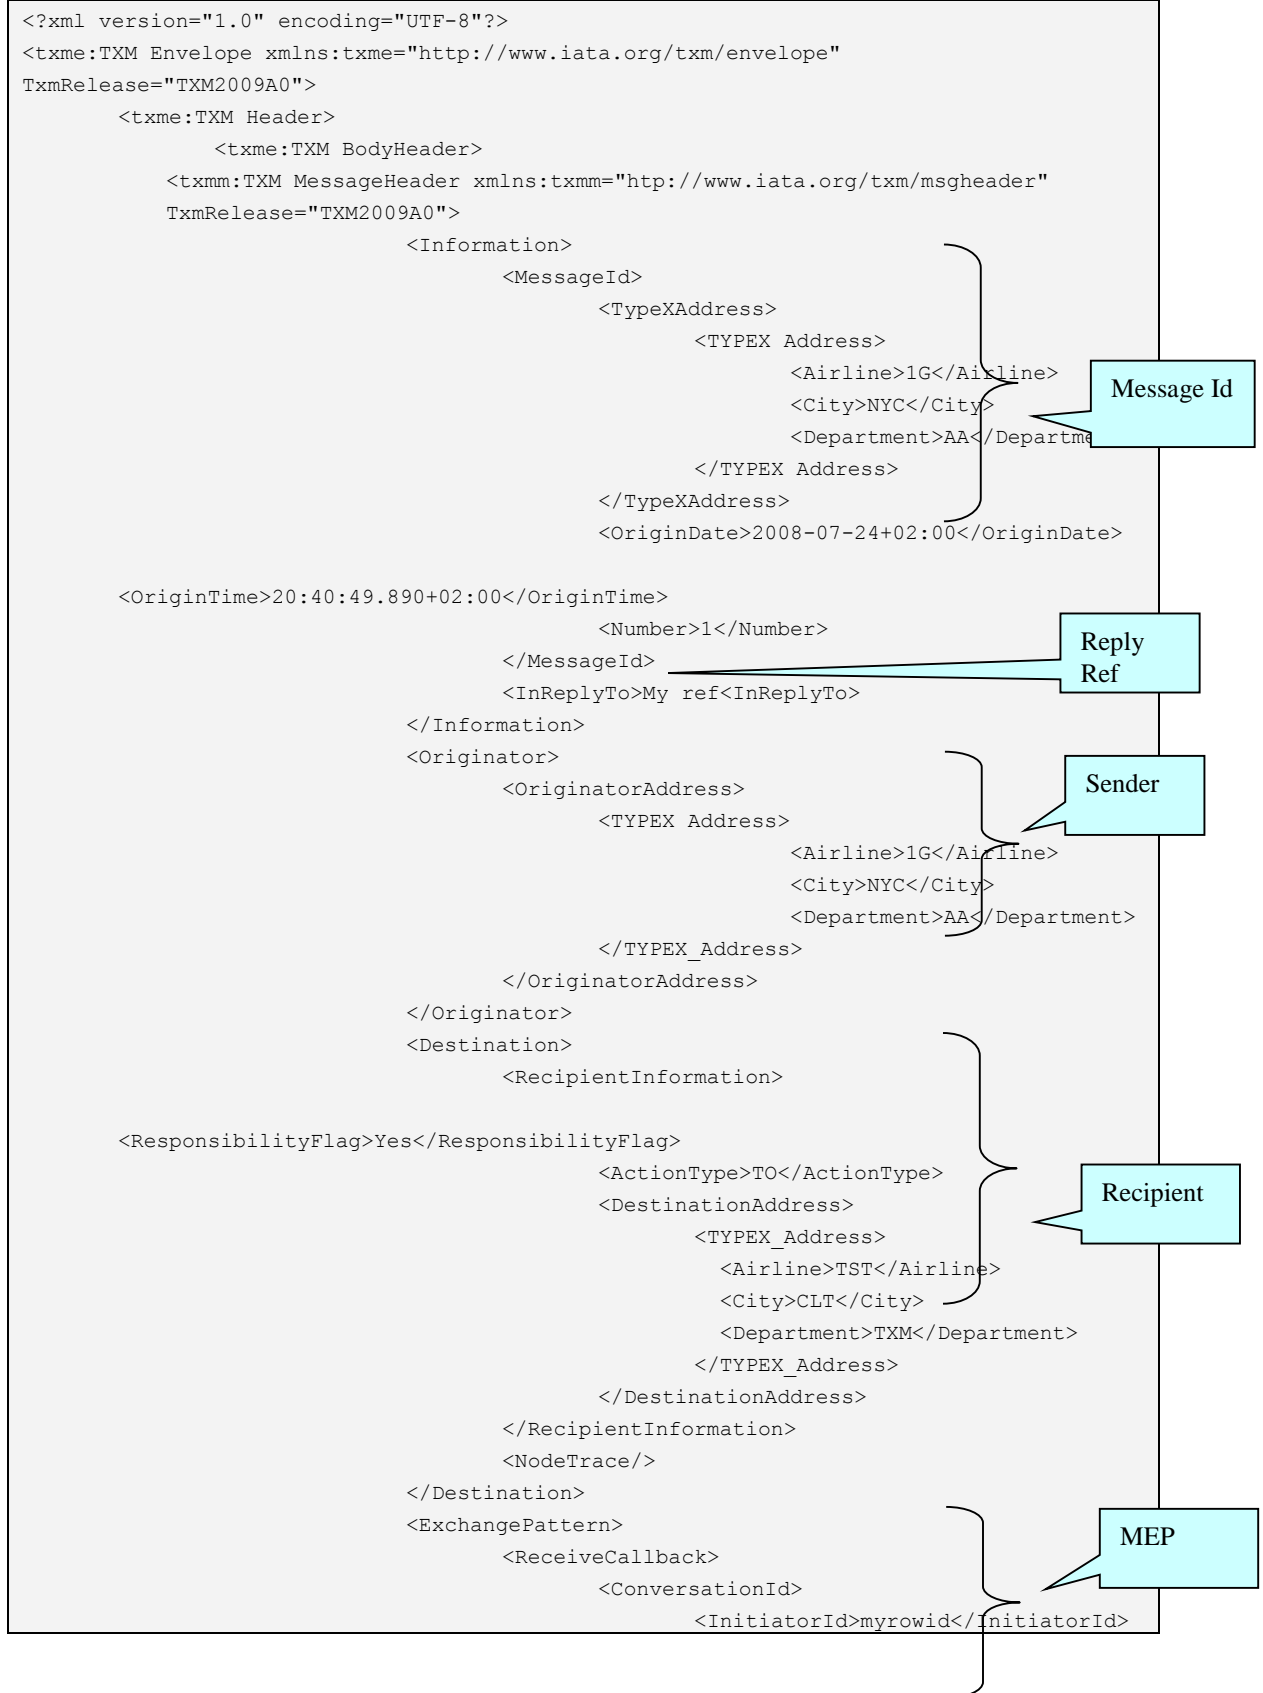 <?xml version="1.0" encoding="UTF-8"?>
<txme:TXM Envelope xmlns:txme="http://www.iata.org/txm/envelope"
TxmRelease="TXM2009A0">
<txme:TXM Header>
<txme:TXM BodyHeader>
<txmm:TXM MessageHeader xmlns:txmm="htp://www.iata.org/txm/msgheader"
TxmRelease="TXM2009A0">
<Information>
<MessageId>
<TypeXAddress>
<TYPEX Address>
<Airline>1G</Airline>
Message Id
<City>NYC</City>
<Department>AA</Departme
</TYPEX Address>
</TypeXAddress>
<OriginDate>2008-07-24+02:00</OriginDate>
<OriginTime>20:40:49.890+02:00</OriginTime>
<Number>1</Number>
Reply
Ref
</MessageId>
<InReplyTo>My ref<InReplyTo>
</Information>
<Originator>
<OriginatorAddress>
Sender
<TYPEX Address>
<Airline>1G</Airline>
<City>NYC</City>
<Department>AA</Department>
</TYPEX_Address>
</OriginatorAddress>
</Originator>
<Destination>
<RecipientInformation>
<ResponsibilityFlag>Yes</ResponsibilityFlag>
<ActionType>TO</ActionType>
Recipient
<DestinationAddress>
<TYPEX_Address>
<Airline>TST</Airline>
<City>CLT</City>
<Department>TXM</Department>
</TYPEX_Address>
</DestinationAddress>
</RecipientInformation>
<NodeTrace/>
</Destination>
<ExchangePattern>
MEP
<ReceiveCallback>
<ConversationId>
<InitiatorId>myrowid</InitiatorId>